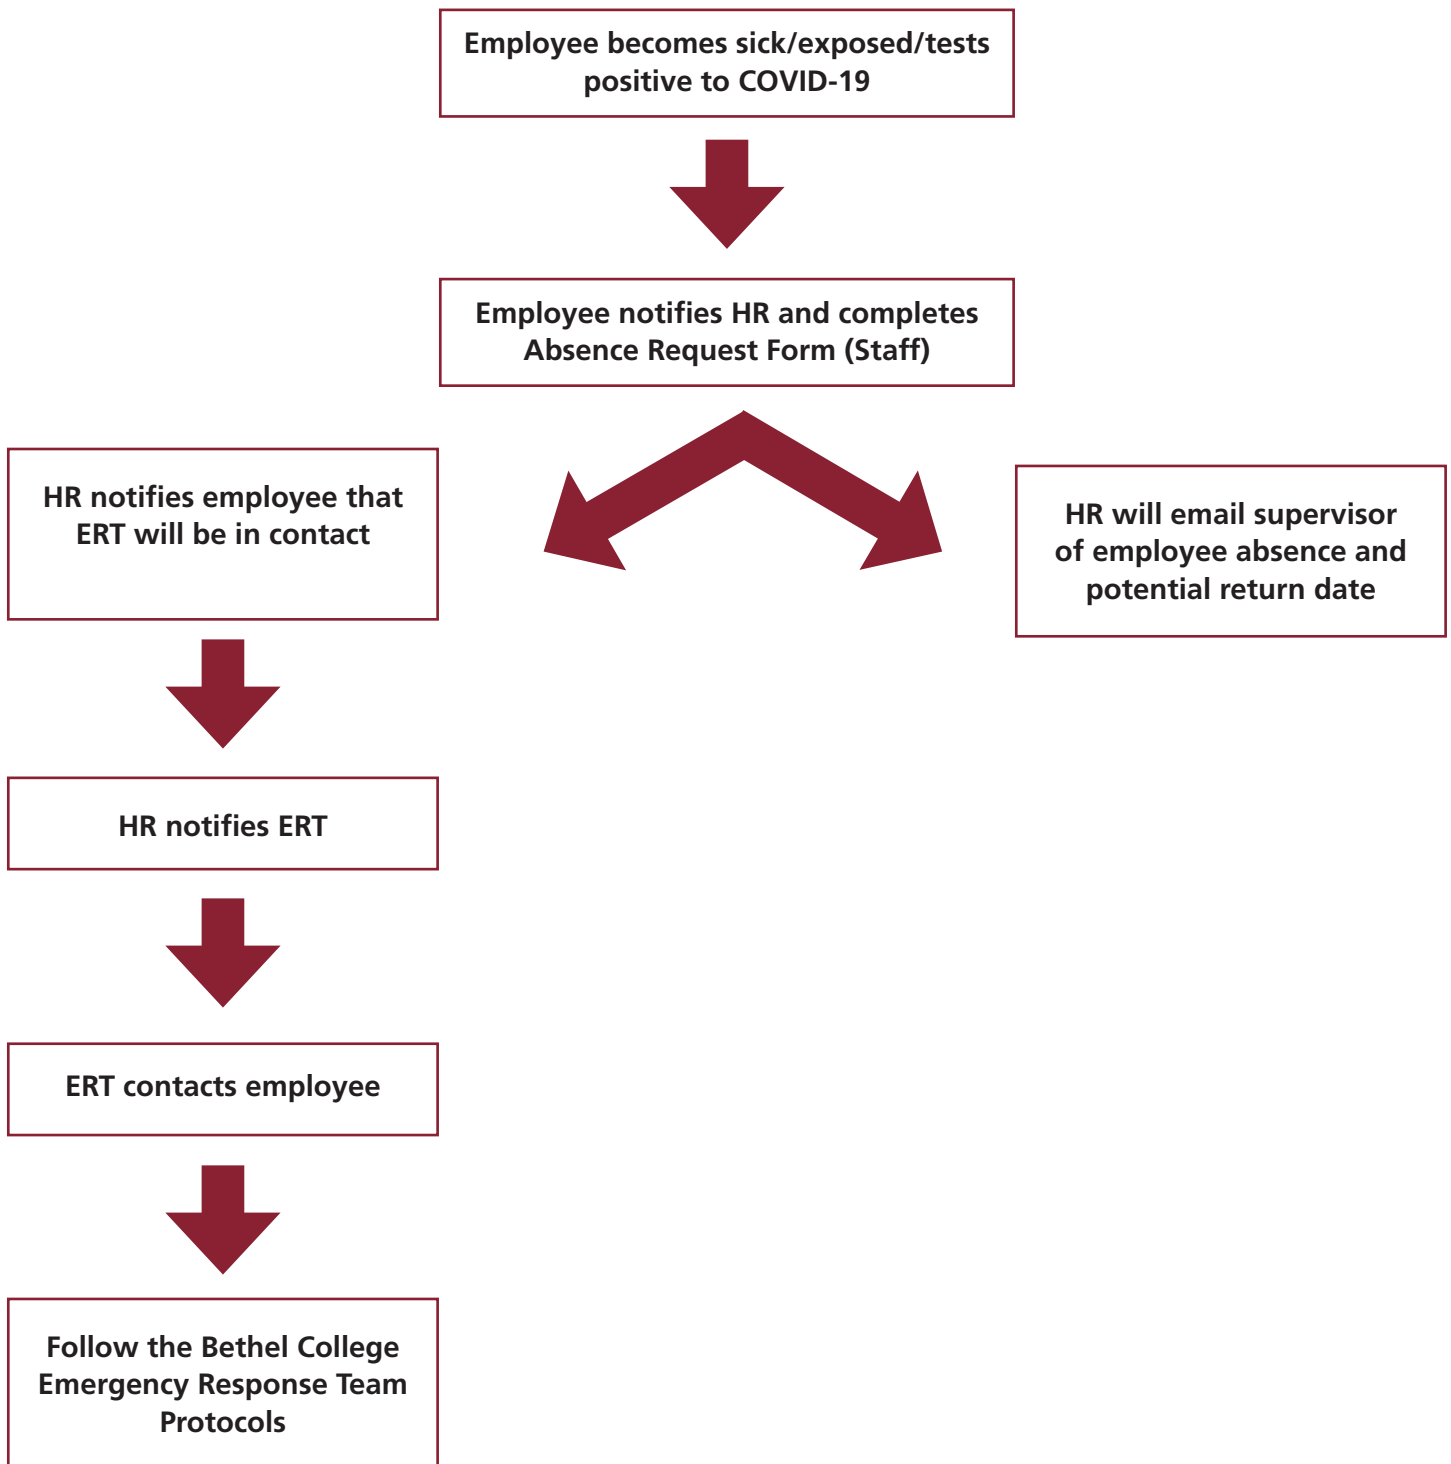 Employee becomes sick/exposed/tests
positive to COVID-19
Employee notifies HR and completes
Absence Request Form (Staff)
HR notifies employee that
ERT will be in contact
HR will email supervisor
of employee absence and
potential return date
HR notifies ERT
ERT contacts employee
Follow the Bethel College
Emergency Response Team
Protocols